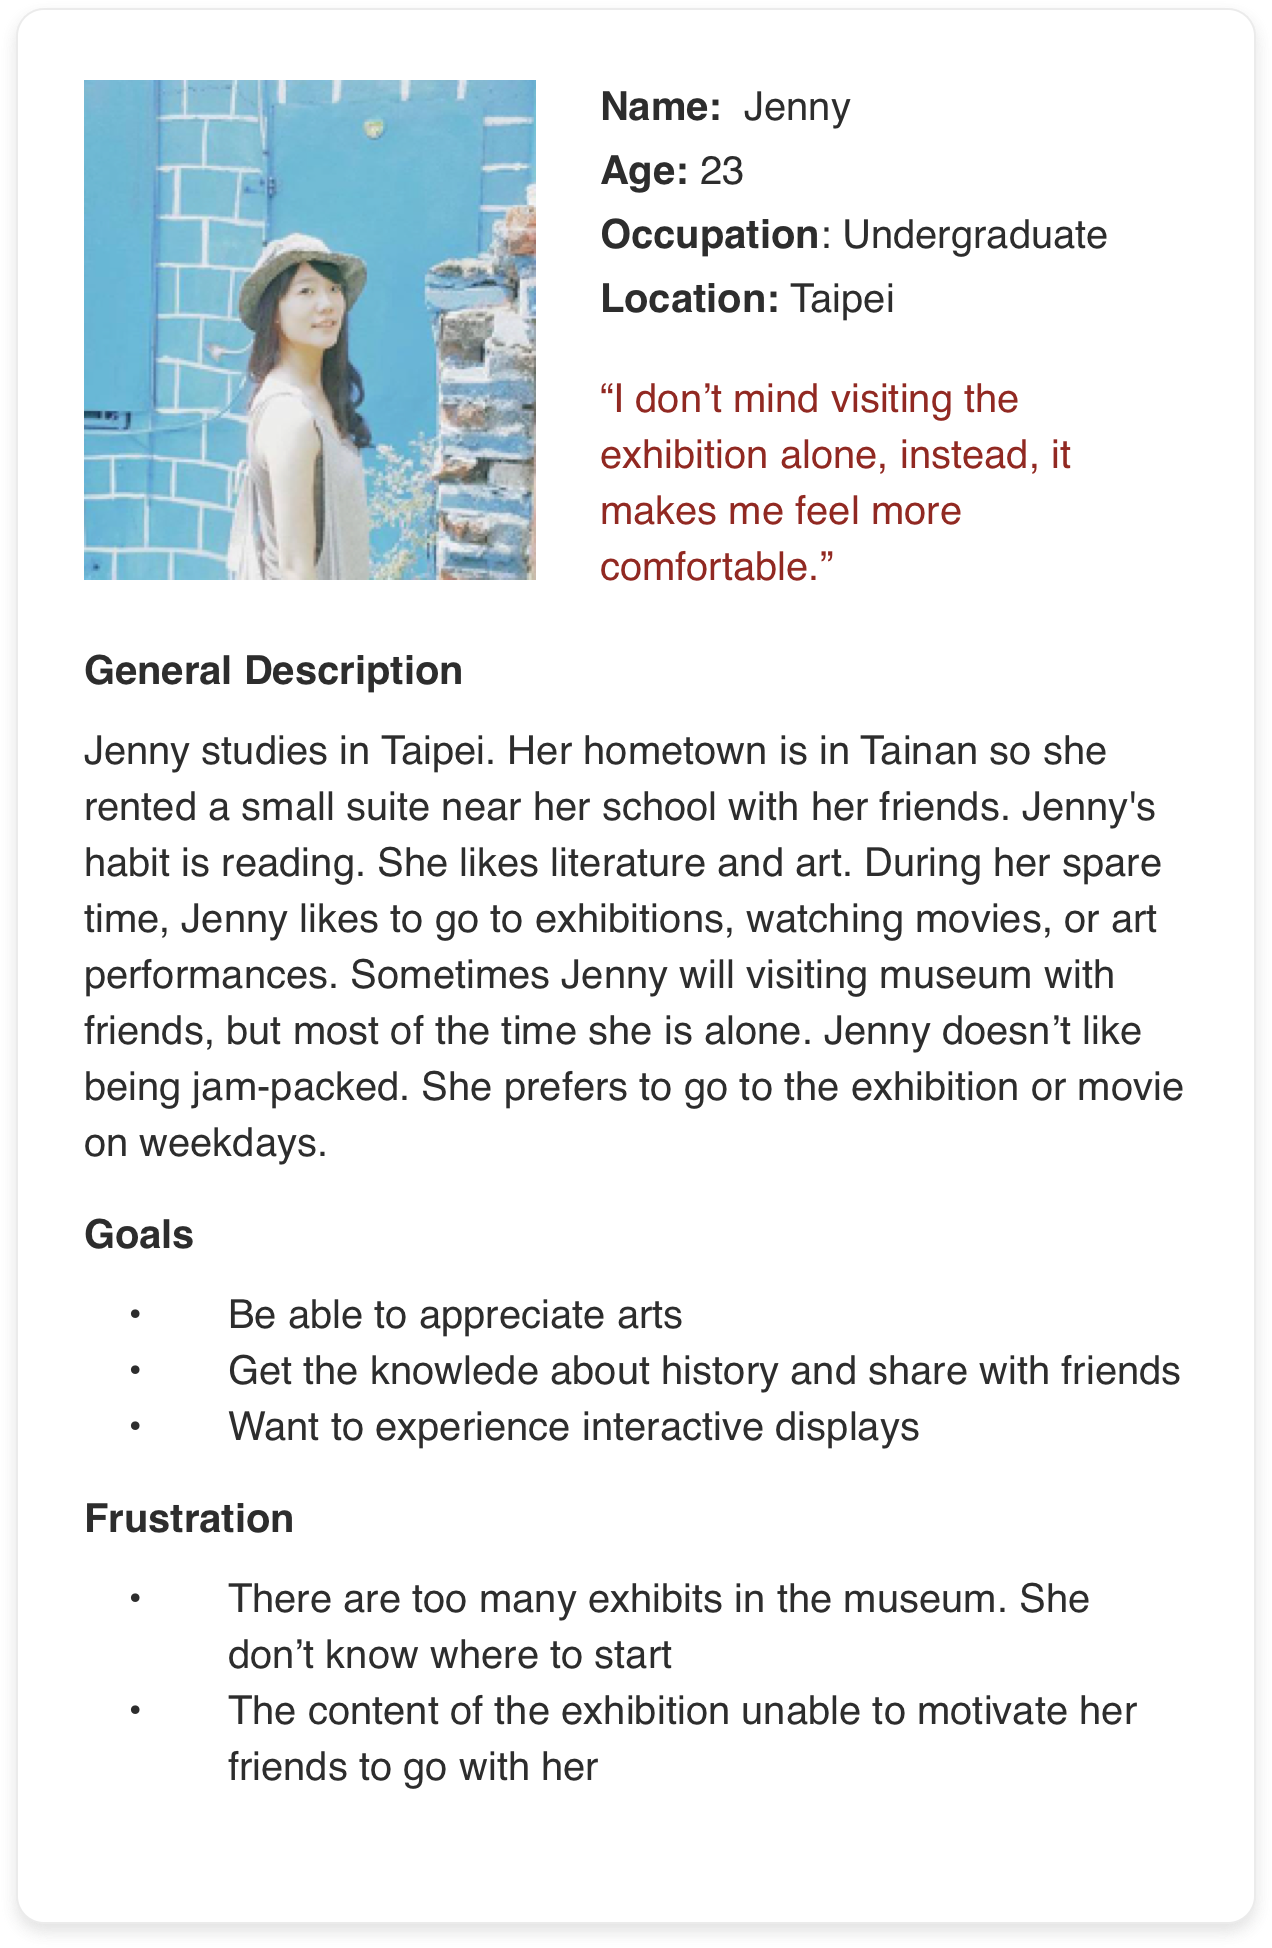 Name: Jenny
Age: 23
Occupation: Undergraduate
Location: Taipei
“I don’t mind visiting the
exhibition alone, instead, it
makes me feel more
comfortable.”
General Description
Jenny studies in Taipei. Her hometown is in Tainan so she
rented a small suite near her school with her friends. Jenny's
habit is reading. She likes literature and art. During her spare
time, Jenny likes to go to exhibitions, watching movies, or art
performances. Sometimes Jenny will visiting museum with
friends, but most of the time she is alone. Jenny doesn’t like
being jam-packed. She prefers to go to the exhibition or movie
on weekdays.
Goals
• Be able to appreciate arts
• Get the knowlede about history and share with friends
• Want to experience interactive displays
Frustration
• There are too many exhibits in the museum. She
don’t know where to start
• The content of the exhibition unable to motivate her
friends to go with her